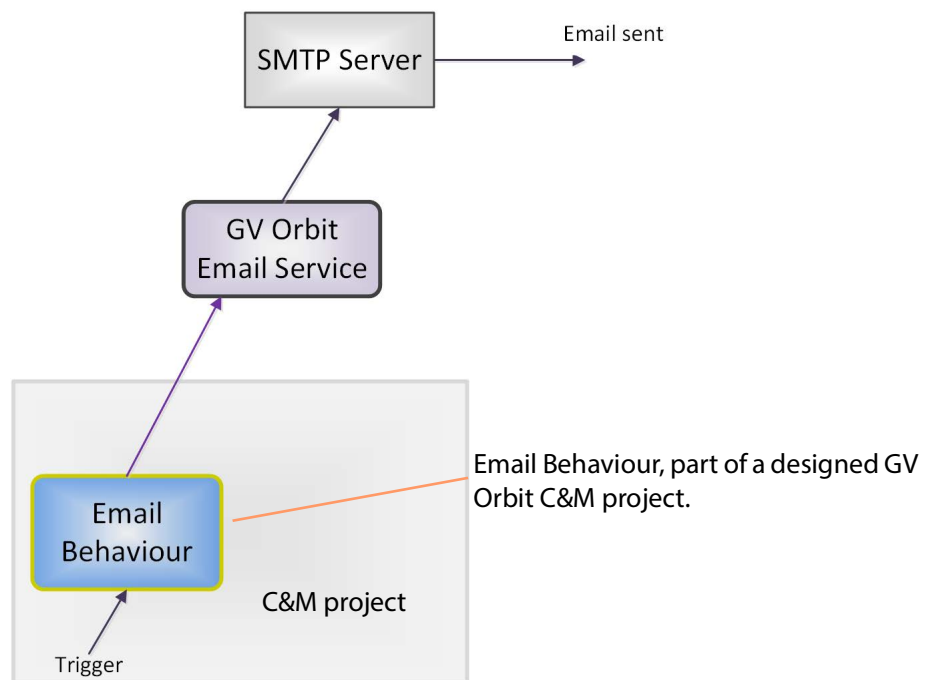 Email sent
SMTP Server
GV Orbit
Email Service
Email Behaviour, part of a designed GV
Orbit C&M project.
Email
Behaviour
C&M project
Trigger